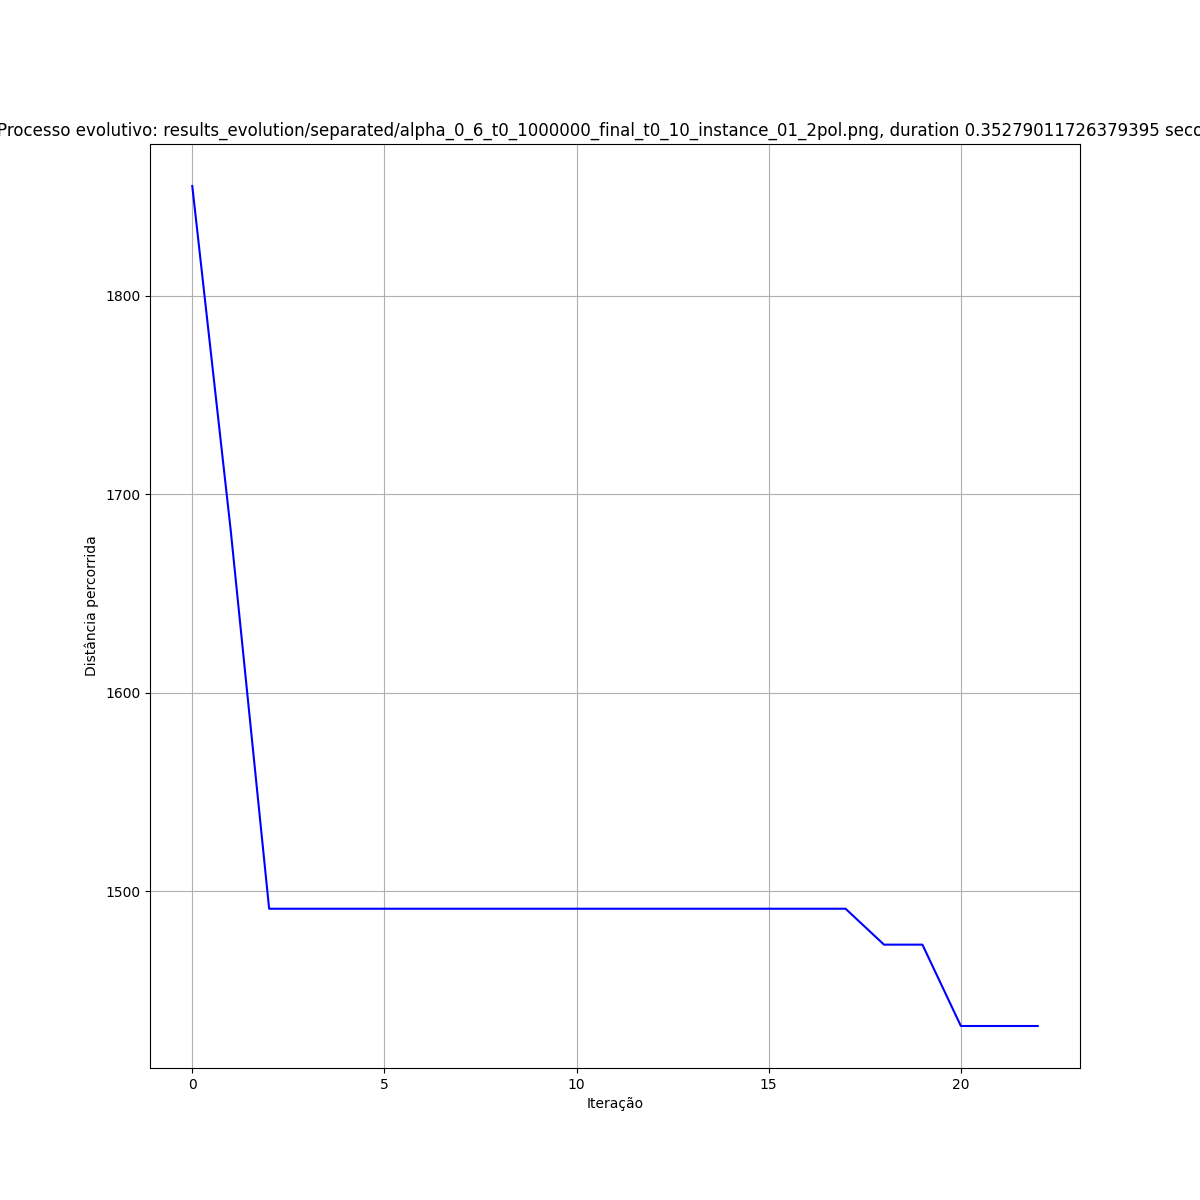 Processo evolutivo: results_evolution/separated/alpha_0_6_t0_1000000_final_t0_10_instance_01_2pol.png, duration 0.35279011726379395 seco
1800
1700
1600
1500
Distância percorrida
0 5 10 15 20
Iteração